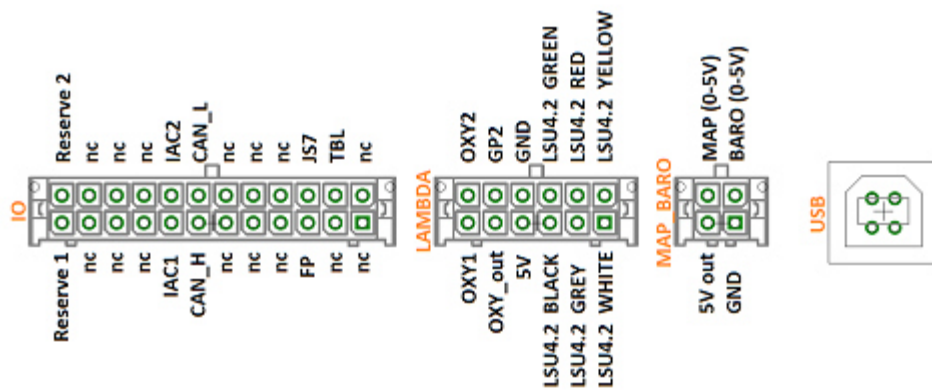 IO
Reserve 2
nc
nc
nc
IAC2
CAN_L
nc
nc
nc
JS7
TBL
nc
Reserve 1
nc
nc
nc
IAC1
CAN_H
nc
nc
nc
FP
nc
nc
LAMBDA
OXY2
GP2
GND
LSU4.2 GREEN
LSU4.2 RED
LSU4.2 YELLOW
OXY1
OXY_out
5V
LSU4.2 BLACK
LSU4.2 GREY
LSU4.2 WHITE
MAP_BARO
MAP (0-5V)
BARO (0-5V)
5V out
GND
USB